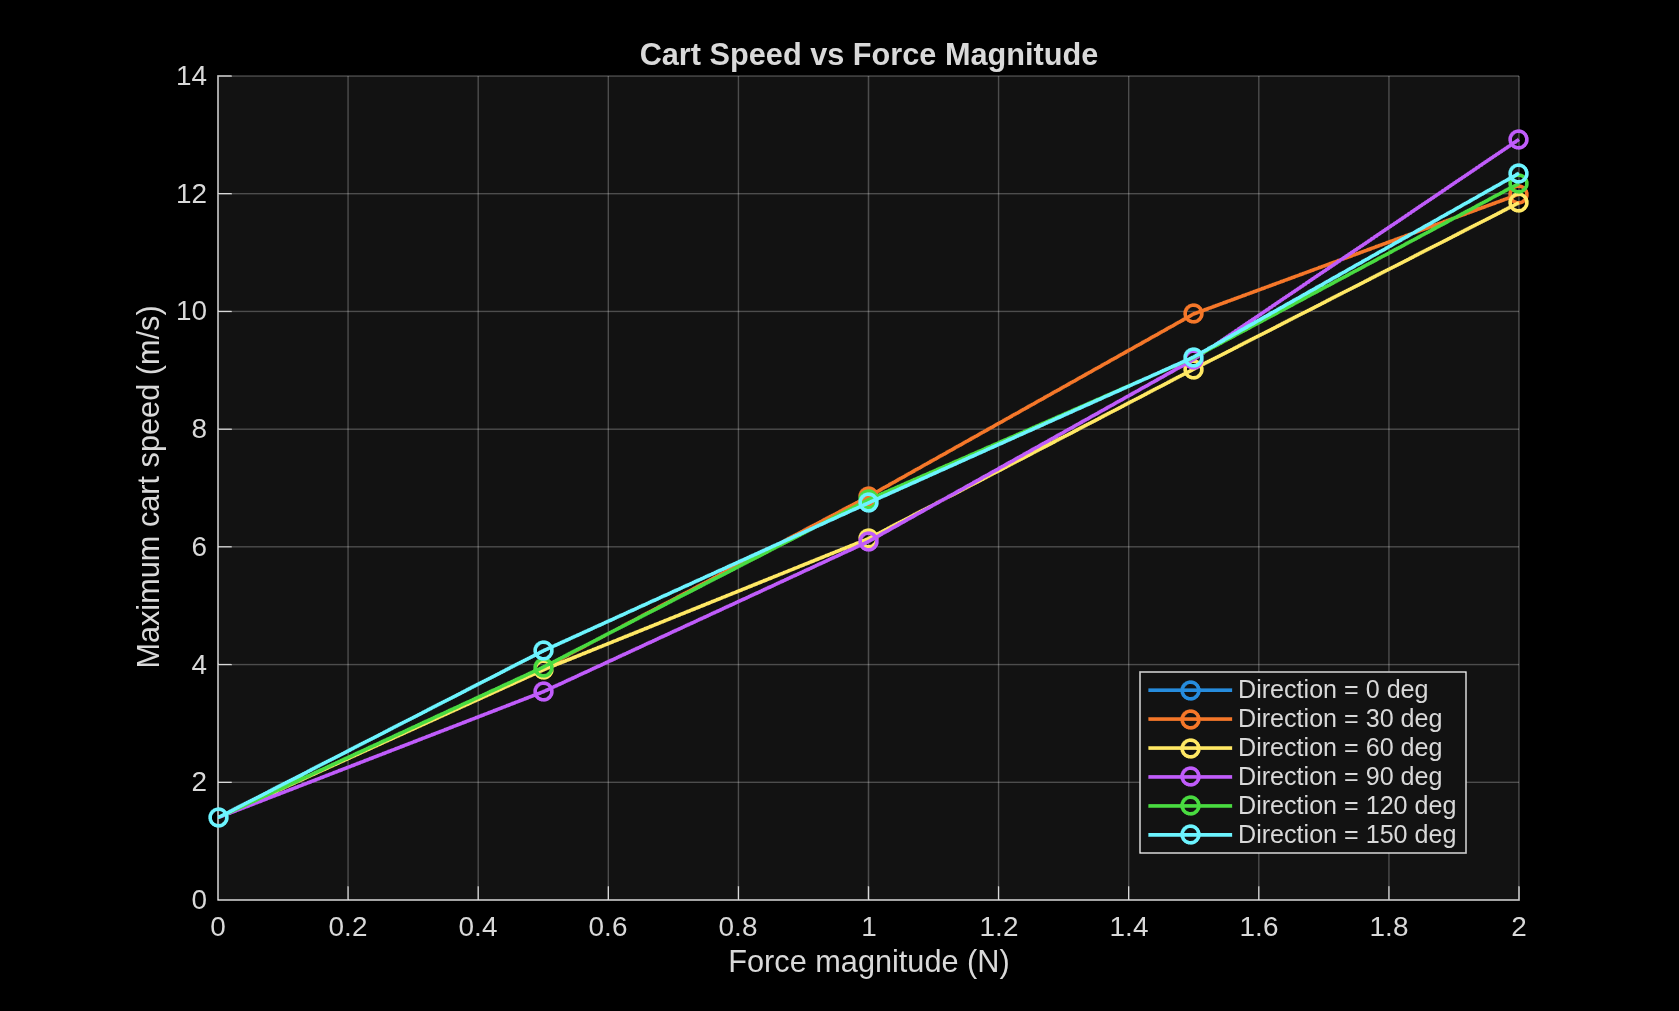 Cart Speed vs Force Magnitude
14
12
10
8
6
4
2
0
Maximum cart speed (m/s)
0 0.2 0.4 0.6 0.8 1 1.2 1.4 1.6 1.8 2
Force magnitude (N)
Direction = 0 deg
Direction = 30 deg
Direction = 60 deg
Direction = 90 deg
Direction = 120 deg
Direction = 150 deg